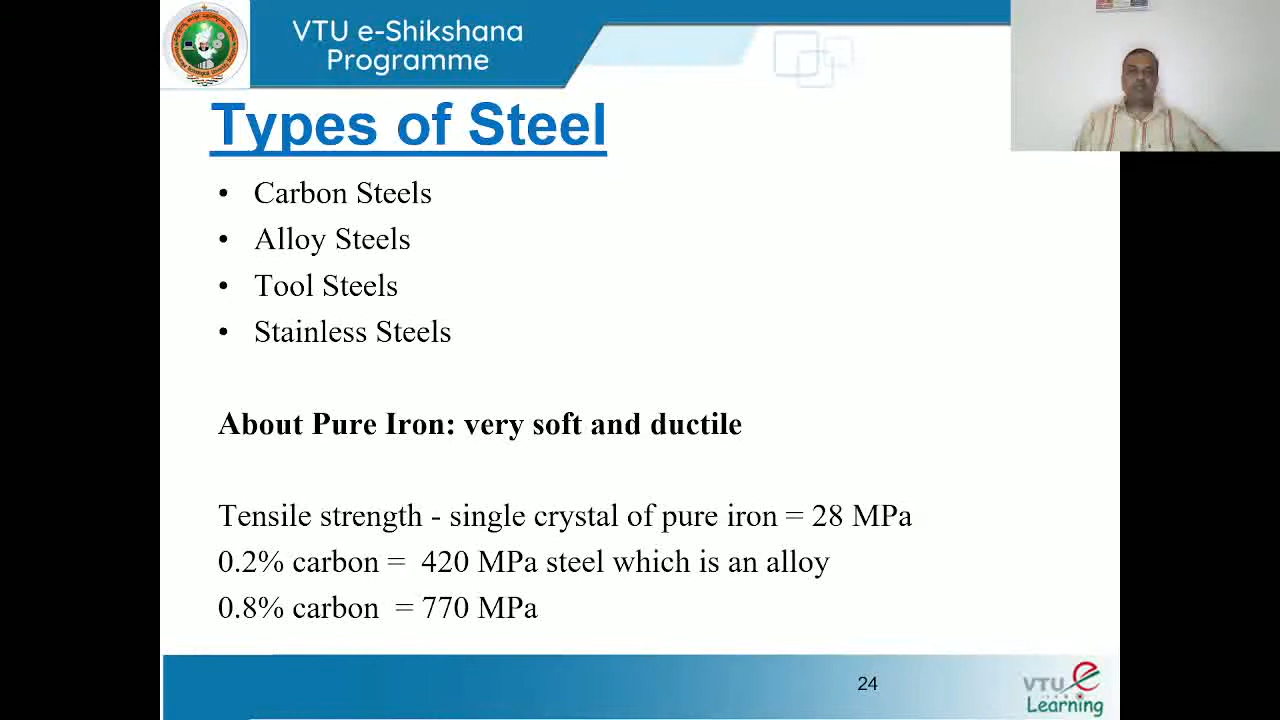 VTU e-Shikshana
Programme
Types of Steel
• Carbon Steels
• Alloy Steels
• Tool Steels
• Stainless Steels
About Pure Iron: very soft and ductile
Tensile strength - single crystal of pure iron = 28 MPa
0.2% carbon = 420 MPa steel which is an alloy
0.8% carbon = 770 MPa
24
VTU e
Learning